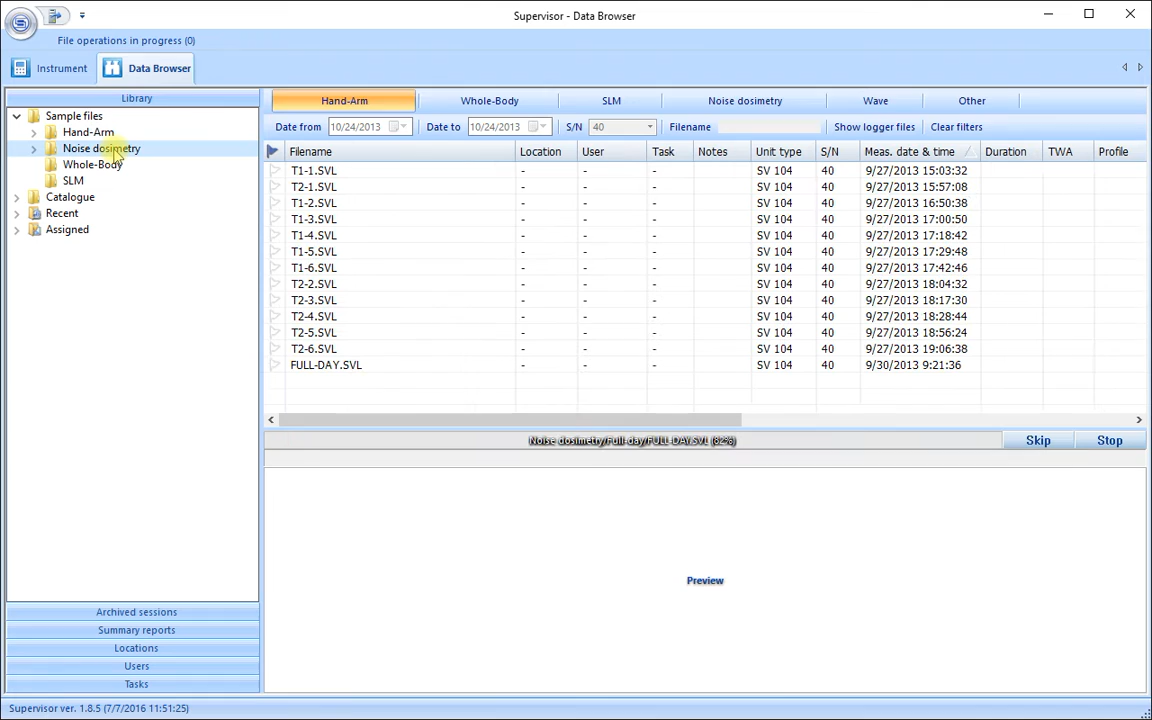 Supervisor - Data Browser
File operations in progress (0)
Instrument Data Browser
Library
Sample files
Hand-Arm
Noise dosimetry
Whole-Body
SLM
Catalogue
Recent
Assigned
Archived sessions
Summary reports
Locations
Users
Tasks
Hand-Arm Whole-Body SLM Noise dosimetry Wave Other
Date from 10/24/2013 Date to 10/24/2013 S/N 40 Filename Show logger files Clear filters
Filename Location User Task Notes Unit type S/N Meas. date & time Duration TWA Profile
T1-1.SVL - - - SV 104 40 9/27/2013 15:03:32
T2-1.SVL - - - SV 104 40 9/27/2013 15:57:08
T1-2.SVL - - - SV 104 40 9/27/2013 16:50:38
T1-3.SVL - - - SV 104 40 9/27/2013 17:00:50
T1-4.SVL - - - SV 104 40 9/27/2013 17:18:42
T1-5.SVL - - - SV 104 40 9/27/2013 17:29:48
T1-6.SVL - - - SV 104 40 9/27/2013 17:42:46
T2-2.SVL - - - SV 104 40 9/27/2013 18:04:32
T2-3.SVL - - - SV 104 40 9/27/2013 18:17:30
T2-4.SVL - - - SV 104 40 9/27/2013 18:28:44
T2-5.SVL - - - SV 104 40 9/27/2013 18:56:24
T2-6.SVL - - - SV 104 40 9/27/2013 19:06:38
FULL-DAY.SVL - - - SV 104 40 9/30/2013 9:21:36
Noise dosimetry/Full-day/FULL-DAY.SVL (82%) Skip Stop
Preview
Supervisor ver. 1.8.5 (7/7/2016 11:51:25)